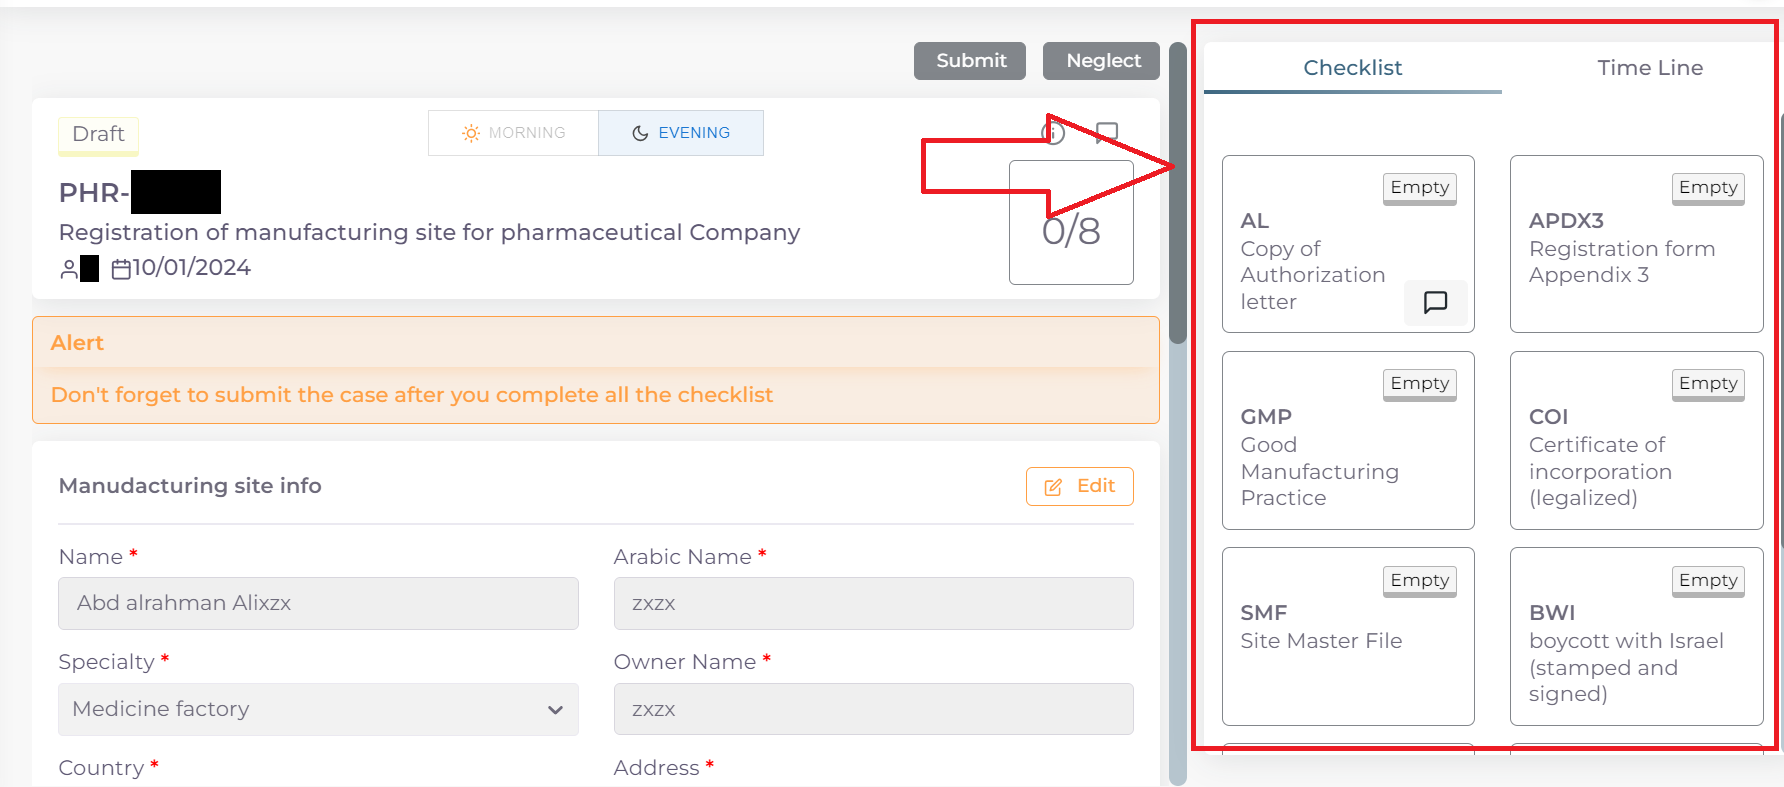 Submit
Neglect
Draft
MORNING
EVENING
PHR-
Registration of manufacturing site for pharmaceutical Company
10/01/2024
0/8
Alert
Don't forget to submit the case after you complete all the checklist
Manudacturing site info
Edit
Name *
Arabic Name *
Abd alrahman Alixzx
zxzx
Specialty *
Owner Name *
Medicine factory
zxzx
Country *
Address *
Checklist
Time Line
Empty
AL
Copy of
Authorization
letter
Empty
APDX3
Registration form
Appendix 3
Empty
GMP
Good
Manufacturing
Practice
Empty
COI
Certificate of
incorporation
(legalized)
Empty
SMF
Site Master File
Empty
BWI
boycott with Israel
(stamped and
signed)